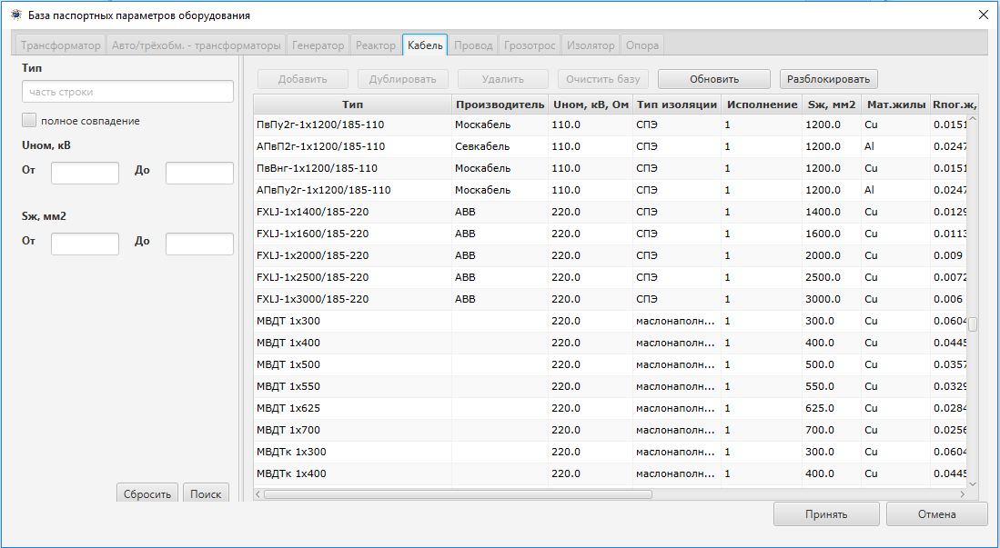 База паспортных параметров оборудования
Трансформатор Авто/трёхобм. - трансформаторы Генератор Реактор Кабель Провод Грозотрос Изолятор Опора
Тип
часть строки
полное совпадение
Uном, кВ
От До
Sж, мм2
От До
Сбросить Поиск
Добавить Дублировать Удалить Очистить базу Обновить Разблокировать
Тип Производитель Uном, кВ, Ом Тип изоляции Исполнение Sж, мм2 Мат.жилы Rпог.ж,
ПвПу2г-1х1200/185-110 Москабель 110.0 СПЭ 1 1200.0 Cu 0.0151
АПвП2г-1х1200/185-110 Севкабель 110.0 СПЭ 1 1200.0 Al 0.0247
ПвВнг-1х1200/185-110 Москабель 110.0 СПЭ 1 1200.0 Cu 0.0151
АПвПу2г-1х1200/185-110 Москабель 110.0 СПЭ 1 1200.0 Al 0.0247
FXLJ-1x1400/185-220 ABB 220.0 СПЭ 1 1400.0 Cu 0.0129
FXLJ-1x1600/185-220 ABB 220.0 СПЭ 1 1600.0 Cu 0.0113
FXLJ-1x2000/185-220 ABB 220.0 СПЭ 1 2000.0 Cu 0.009
FXLJ-1x2500/185-220 ABB 220.0 СПЭ 1 2500.0 Cu 0.0072
FXLJ-1x3000/185-220 ABB 220.0 СПЭ 1 3000.0 Cu 0.006
МВДТ 1х300 220.0 маслонаполн... 1 300.0 Cu 0.0604
МВДТ 1х400 220.0 маслонаполн... 1 400.0 Cu 0.0445
МВДТ 1х500 220.0 маслонаполн... 1 500.0 Cu 0.0357
МВДТ 1х550 220.0 маслонаполн... 1 550.0 Cu 0.0329
МВДТ 1х625 220.0 маслонаполн... 1 625.0 Cu 0.0284
МВДТ 1х700 220.0 маслонаполн... 1 700.0 Cu 0.0256
МВДТк 1х300 220.0 маслонаполн... 1 300.0 Cu 0.0604
МВДТк 1х400 220.0 маслонаполн... 1 400.0 Cu 0.0445
Принять Отмена